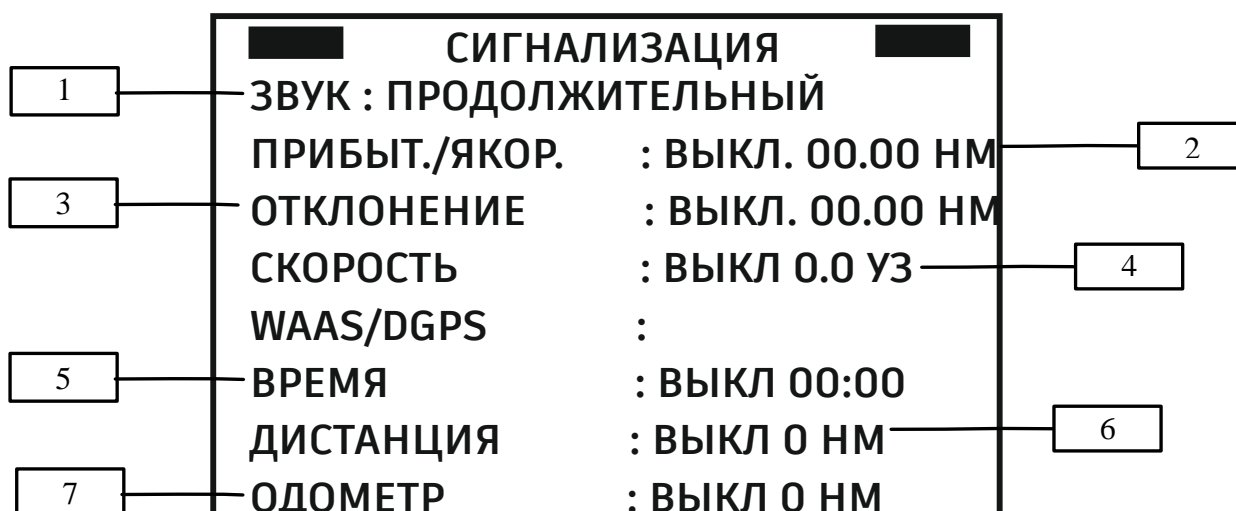 СИГНАЛИЗАЦИЯ
1 ЗВУК : ПРОДОЛЖИТЕЛЬНЫЙ
ПРИБЫТ./ЯКОР. : ВЫКЛ. 00.00 НМ 2
3 ОТКЛОНЕНИЕ : ВЫКЛ. 00.00 НМ
СКОРОСТЬ : ВЫКЛ 0.0 УЗ 4
WAAS/DGPS :
5 ВРЕМЯ : ВЫКЛ 00:00
ДИСТАНЦИЯ : ВЫКЛ 0 НМ 6
7 ОДОМЕТР : ВЫКЛ 0 НМ